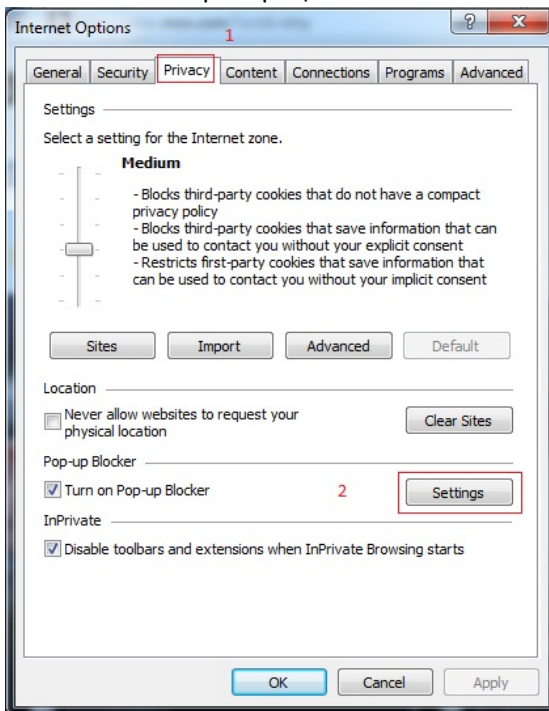 Internet Options
1
General Security Privacy Content Connections Programs Advanced
Settings
Select a setting for the Internet zone.
Medium
- Blocks third-party cookies that do not have a compact
privacy policy
- Blocks third-party cookies that save information that can
be used to contact you without your explicit consent
- Restricts first-party cookies that save information that
can be used to contact you without your implicit consent
Sites Import Advanced Default
Location
Never allow websites to request your
physical location
Clear Sites
Pop-up Blocker
Turn on Pop-up Blocker 2 Settings
InPrivate
Disable toolbars and extensions when InPrivate Browsing starts
OK Cancel Apply